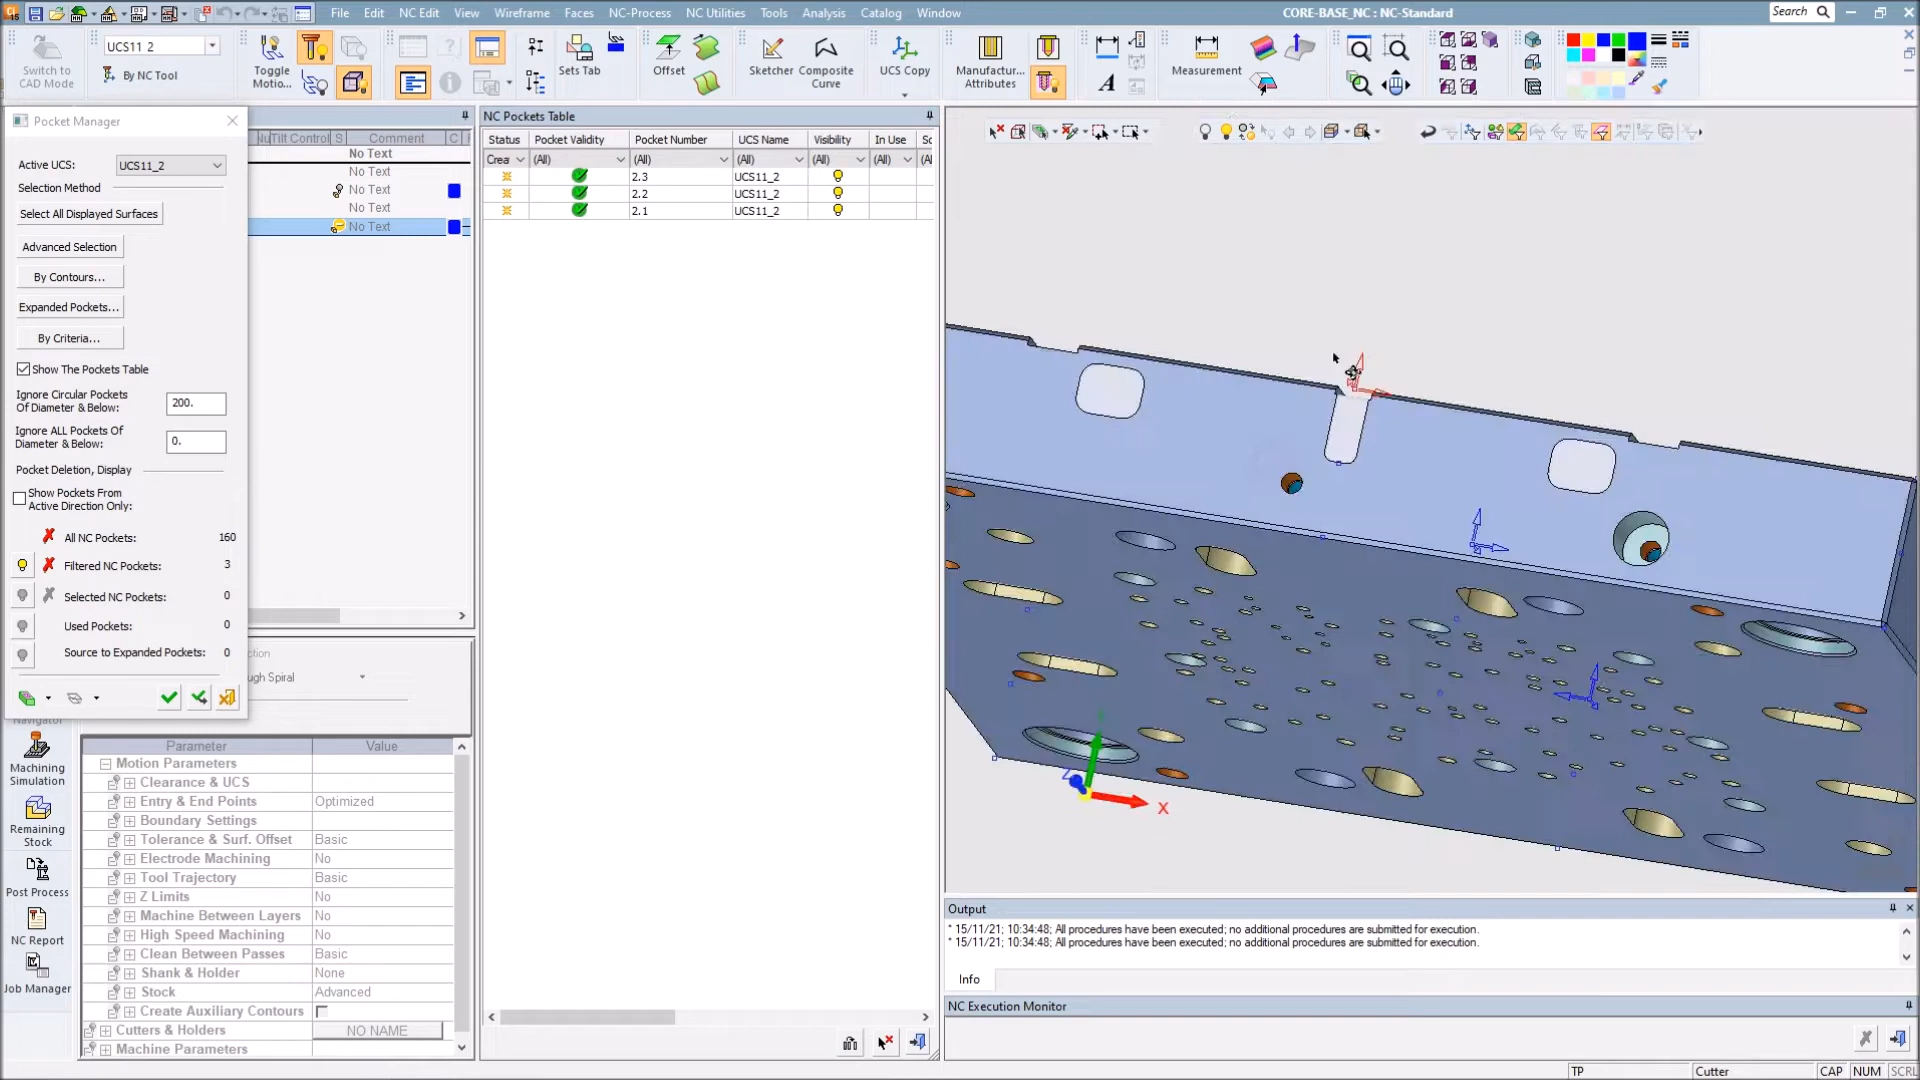 File Edit NC Edit View Wireframe Faces NC-Process NC Utilities Tools Analysis Catalog Window
CORE-BASE_NC : NC-Standard
Search
Switch to
CAD Mode
UCS11 2
By NC Tool
Toggle
Motio...
Sets Tab
Offset
Sketcher
Composite
Curve
UCS Copy
Manufactur...
Attributes
Measurement
Pocket Manager
Active UCS: UCS11_2
Selection Method
Select All Displayed Surfaces
Advanced Selection
By Contours...
Expanded Pockets...
By Criteria...
Show The Pockets Table
Ignore Circular Pockets
Of Diameter & Below: 200.
Ignore ALL Pockets Of
Diameter & Below: 0.
Pocket Deletion, Display
Show Pockets From
Active Direction Only:
All NC Pockets: 160
Filtered NC Pockets: 3
Selected NC Pockets: 0
Used Pockets: 0
Source to Expanded Pockets: 0
Tilt Control S Comment C
No Text
No Text
No Text
No Text
No Text
ction
ugh Spiral
Navigator
Machining
Simulation
Remaining
Stock
Post Process
NC Report
Job Manager
Parameter Value
Motion Parameters
Clearance & UCS
Entry & End Points Optimized
Boundary Settings
Tolerance & Surf. Offset Basic
Electrode Machining No
Tool Trajectory Basic
Z Limits No
Machine Between Layers No
High Speed Machining No
Clean Between Passes Basic
Shank & Holder None
Stock Advanced
Create Auxiliary Contours
Cutters & Holders NO NAME
Machine Parameters
NC Pockets Table
Status Pocket Validity Pocket Number UCS Name Visibility In Use Sc
Crea (All) (All) (All) (All) (All) (Al
2.3 UCS11_2
2.2 UCS11_2
2.1 UCS11_2
X
Output
* 15/11/21; 10:34:48; All procedures have been executed; no additional procedures are submitted for execution.
* 15/11/21; 10:34:48; All procedures have been executed; no additional procedures are submitted for execution.
Info
NC Execution Monitor
TP Cutter CAP NUM SCRL